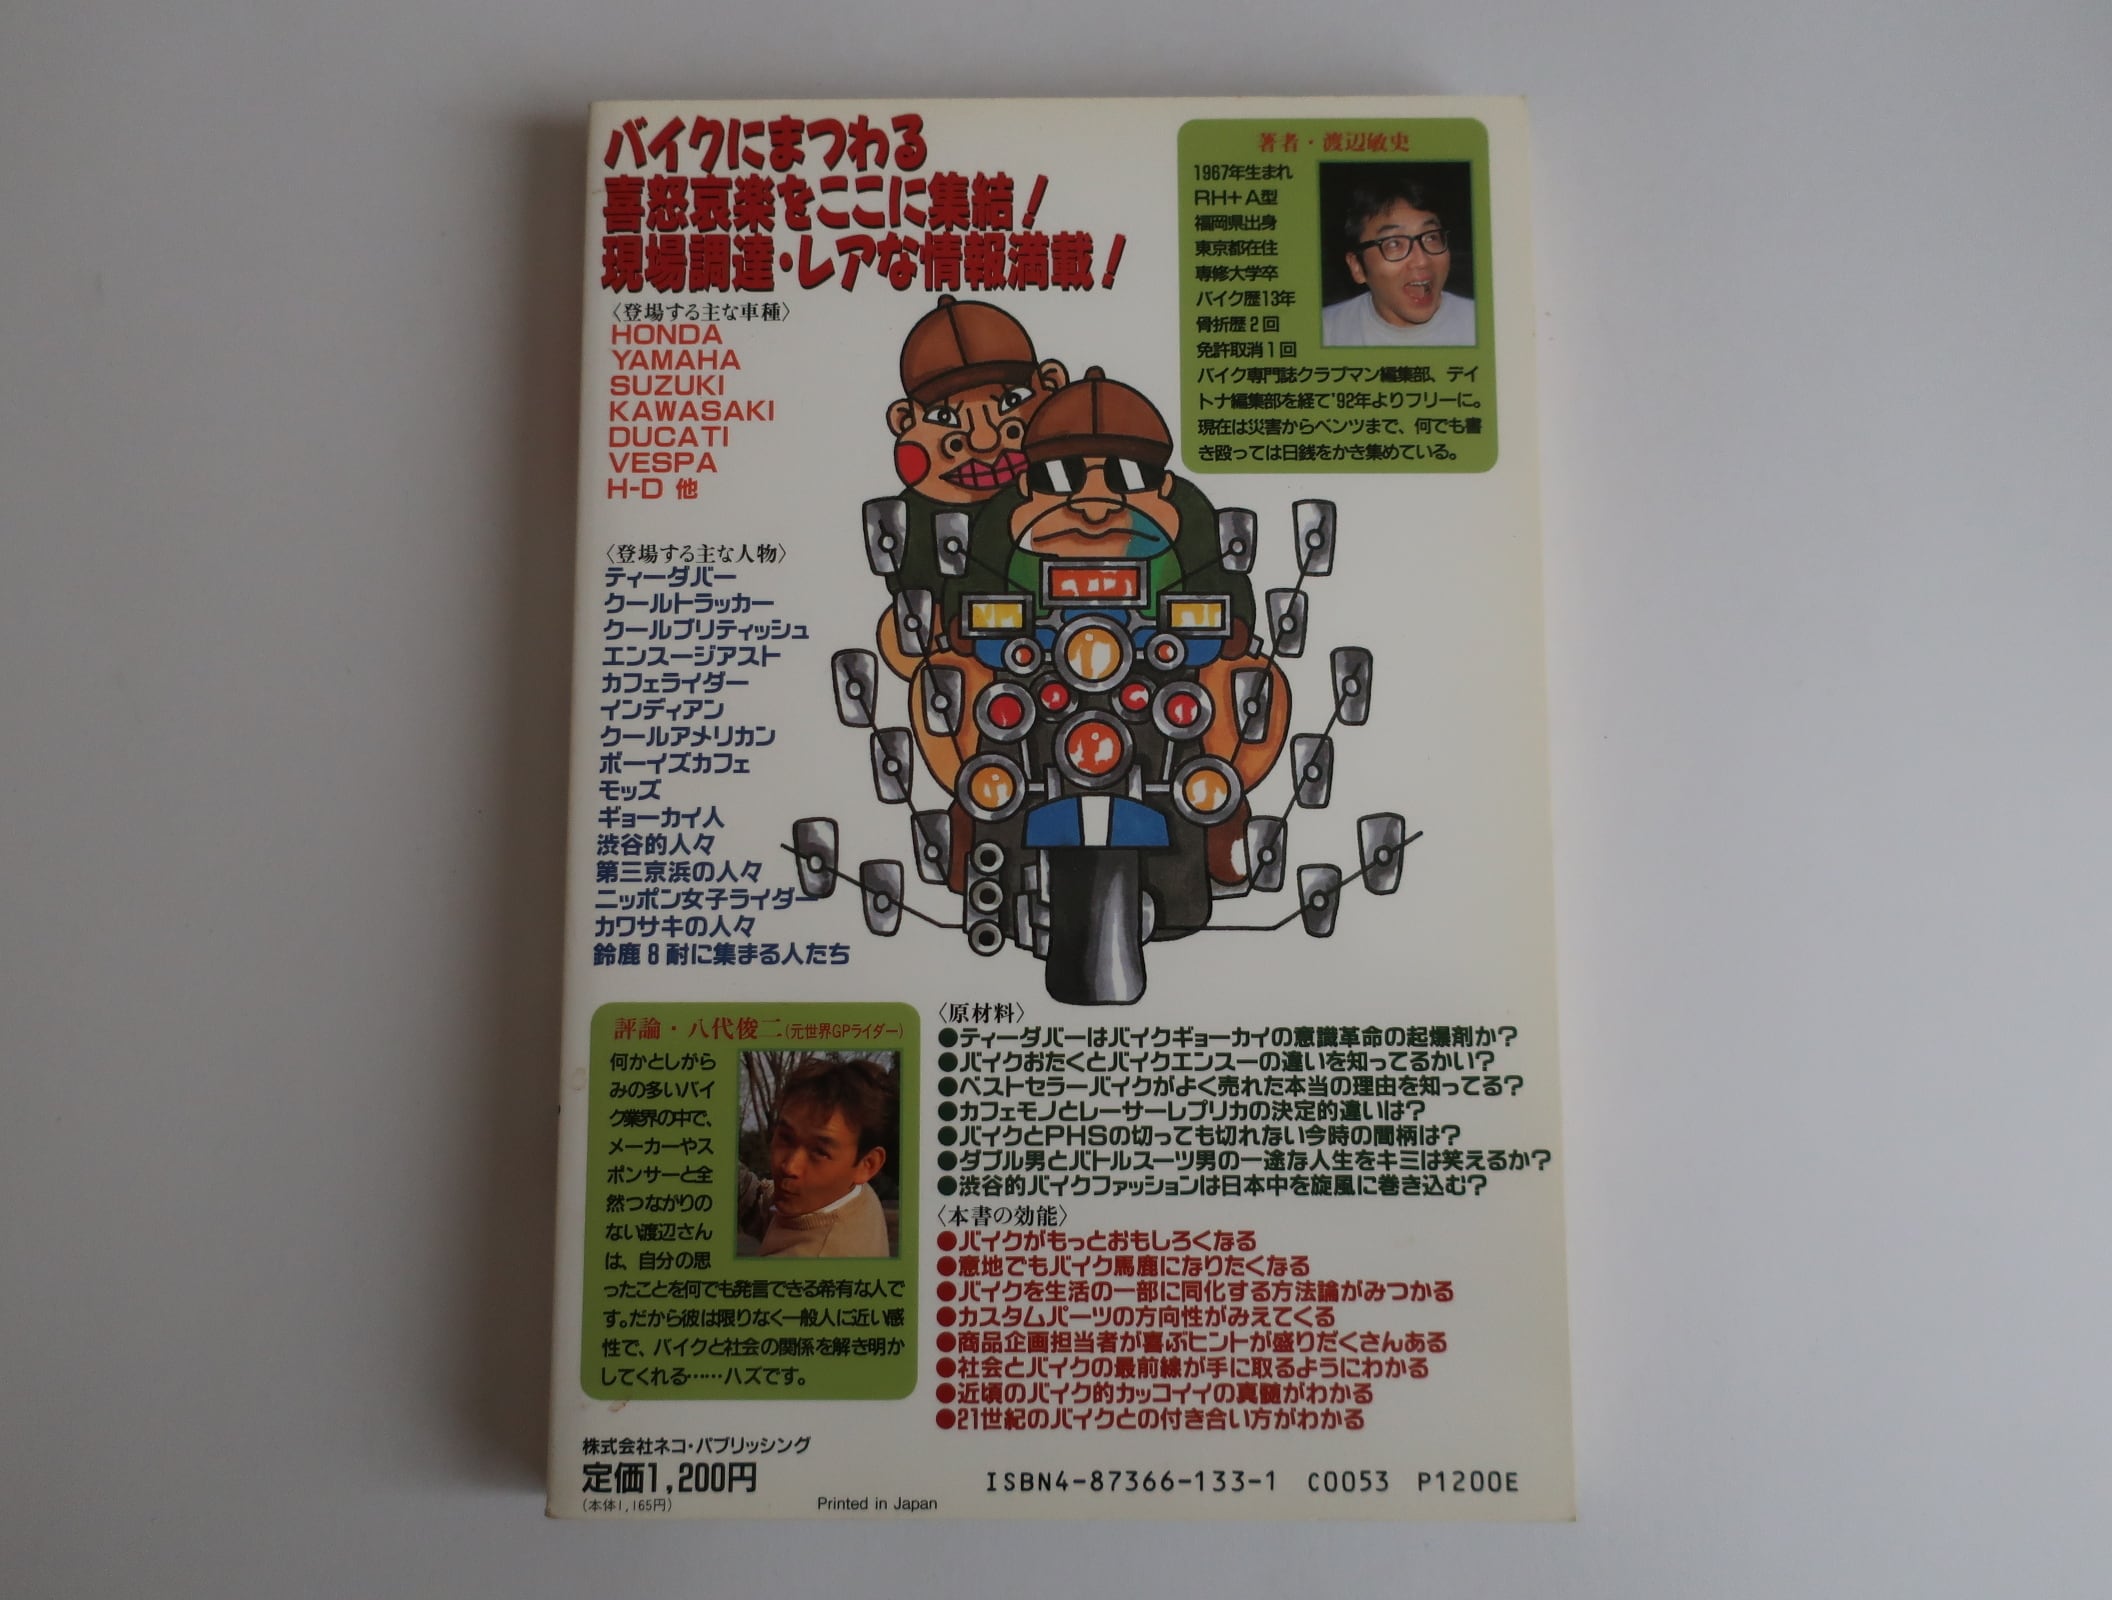 バイクにまつわる
喜怒哀楽をここに集結!
現場調達・レアな情報満載!
〈登場する主な車種〉
HONDA
YAMAHA
SUZUKI
KAWASAKI
DUCATI
VESPA
H-D 他
〈登場する主な人物〉
ティーダバー
クールトラッカー
クールブリティッシュ
エンスージアスト
カフェライダー
インディアン
クールアメリカン
ボーイズカフェ
モッズ
ギョーカイ人
渋谷的人々
第三京浜の人々
ニッポン女子ライダー
カワサキの人々
鈴鹿8耐に集まる人たち
著者・渡辺敏史
1967年生まれ
RH+A型
福岡県出身
東京都在住
専修大学卒
バイク歴13年
骨折歴2回
免許取消1回
バイク専門誌クラブマン編集部、デイ
トナ編集部を経て'92年よりフリーに。
現在は災害からベンツまで、何でも書
き殴っては日銭をかき集めている。
評論・八代俊二(元世界GPライダー)
何かとしがら
みの多いバイ
ク業界の中で、
メーカーやス
ポンサーと全
然つながりの
ない渡辺さん
は、自分の思
ったことを何でも発言できる希有な人で
す。だから彼は限りなく一般人に近い感
性で、バイクと社会の関係を解き明か
してくれる……ハズです。
〈原材料〉
●ティーダバーはバイクギョーカイの意識革命の起爆剤か?
●バイクおたくとバイクエンスーの違いを知ってるかい?
●ベストセラーバイクがよく売れた本当の理由を知ってる?
●カフェモノとレーサーレプリカの決定的違いは?
●バイクとPHSの切っても切れない今時の間柄は?
●ダブル男とバトルスーツ男の一途な人生をキミは笑えるか?
●渋谷的バイクファッションは日本中を旋風に巻き込む?
〈本書の効能〉
●バイクがもっとおもしろくなる
●意地でもバイク馬鹿になりたくなる
●バイクを生活の一部に同化する方法論がみつかる
●カスタムパーツの方向性がみえてくる
●商品企画担当者が喜ぶヒントが盛りだくさんある
●社会とバイクの最前線が手に取るようにわかる
●近頃のバイク的カッコイイの真髄がわかる
●21世紀のバイクとの付き合い方がわかる
株式会社ネコ・パブリッシング
定価1,200円
(本体1,165円)
Printed in Japan
ISBN4-87366-133-1 C0053 P1200E